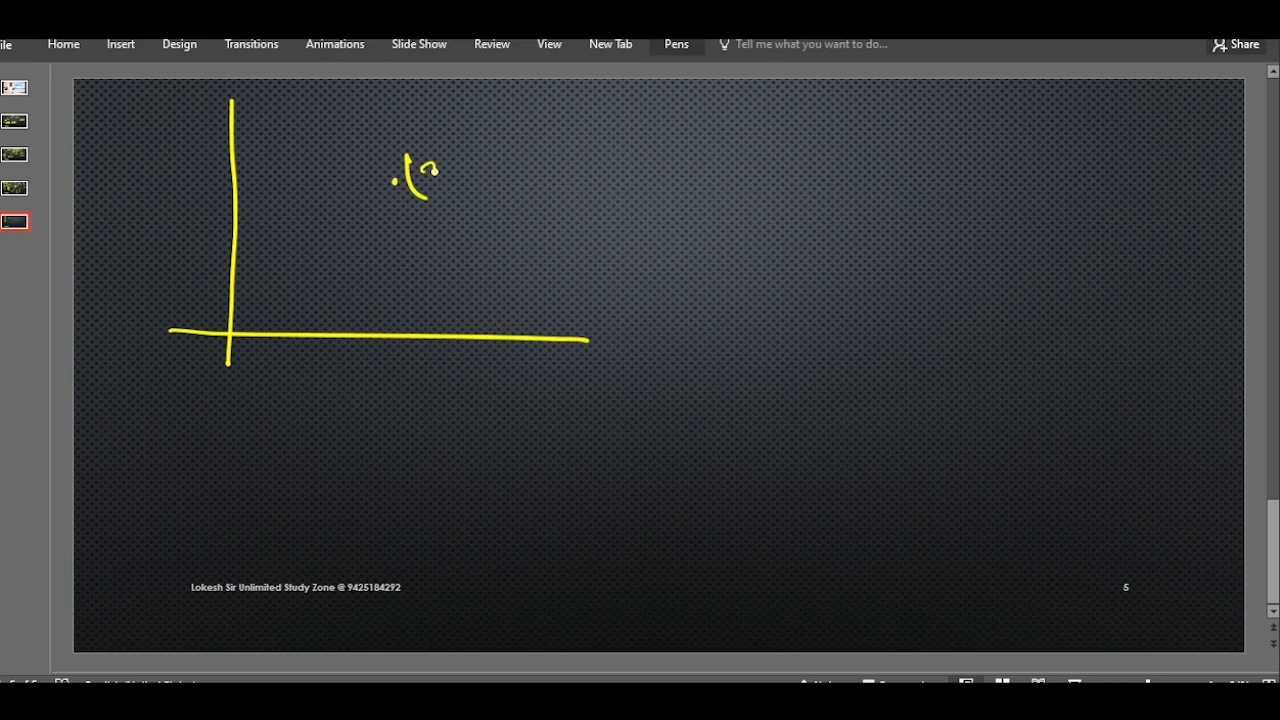 ile Home Insert Design Transitions Animations Slide Show Review View New Tab Pens Tell me what you want to do... Share
Lokesh Sir Unlimited Study Zone @ 9425184292
5